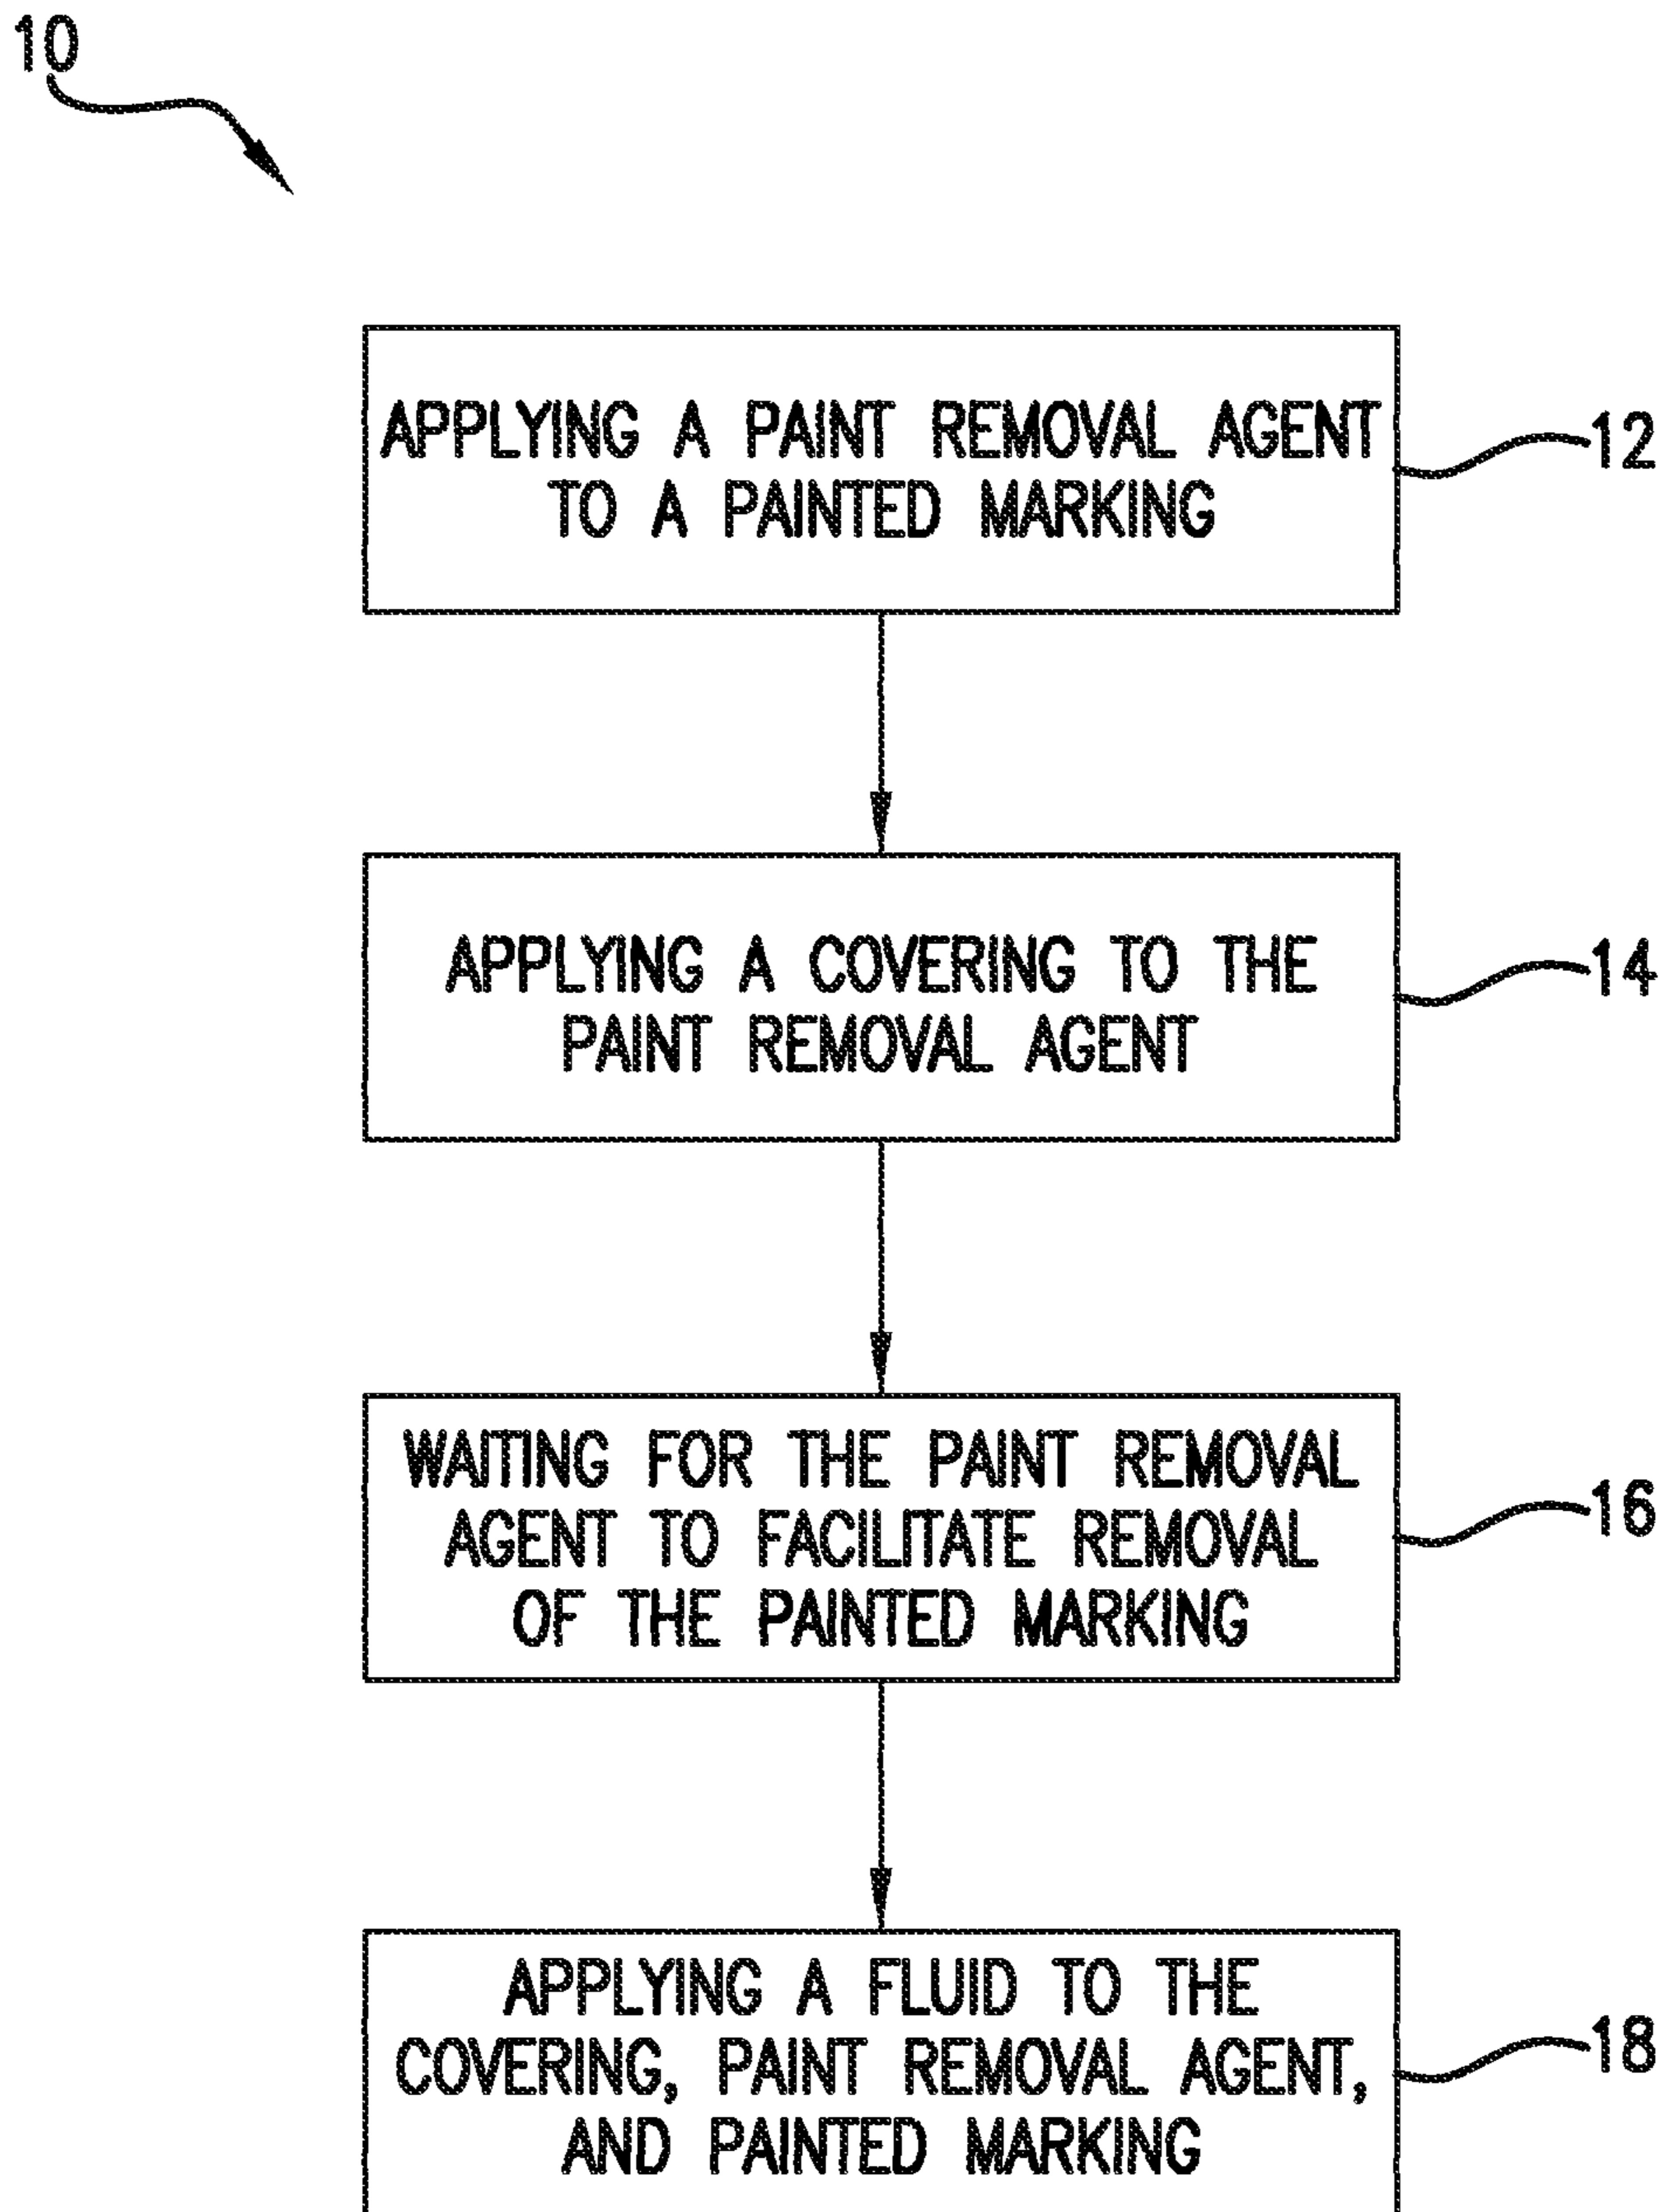 10
APPLYING A PAINT REMOVAL AGENT
TO A PAINTED MARKING
12
APPLYING A COVERING TO THE
PAINT REMOVAL AGENT
14
WAITING FOR THE PAINT REMOVAL
AGENT TO FACILITATE REMOVAL
OF THE PAINTED MARKING
16
APPLYING A FLUID TO THE
COVERING, PAINT REMOVAL AGENT,
AND PAINTED MARKING
18